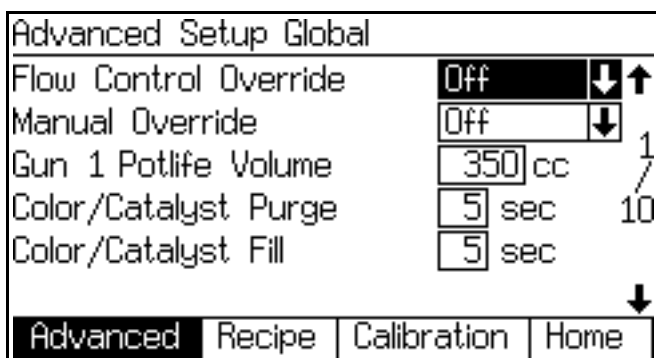 Advanced Setup Global
Flow Control Override Off
Manual Override Off
Gun 1 Potlife Volume 350 cc
Color/Catalyst Purge 5 sec
Color/Catalyst Fill 5 sec
1
/
10
Advanced Recipe Calibration Home